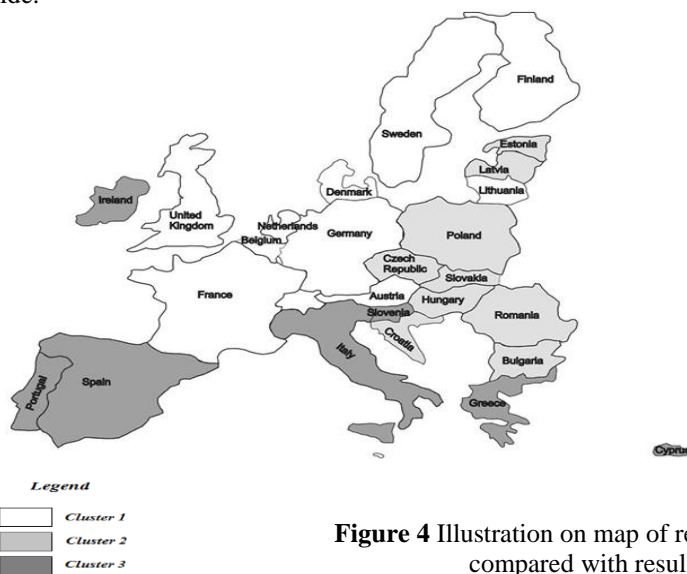 ide.
Finland
Sweden
Estonia
Latvia
Lithuania
Denmark
Ireland
United
Kingdom
Netherlands
Belgium
Germany
Poland
Czech
Republic
Slovakia
Austria
Hungary
France
Slovenia
Croatia
Romania
Bulgaria
Italy
Portugal
Spain
Greece
Cyprus
Legend
Cluster 1
Cluster 2
Cluster 3
Figure 4 Illustration on map of re
compared with resul